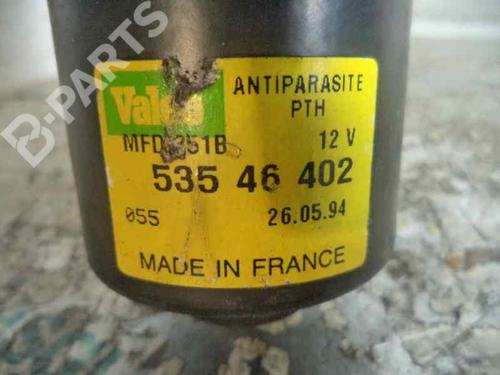 B-PARTS
Valeo
ANTIPARASITE
PTH
12 V
535 46 402
055 26.05.94
MADE IN FRANCE